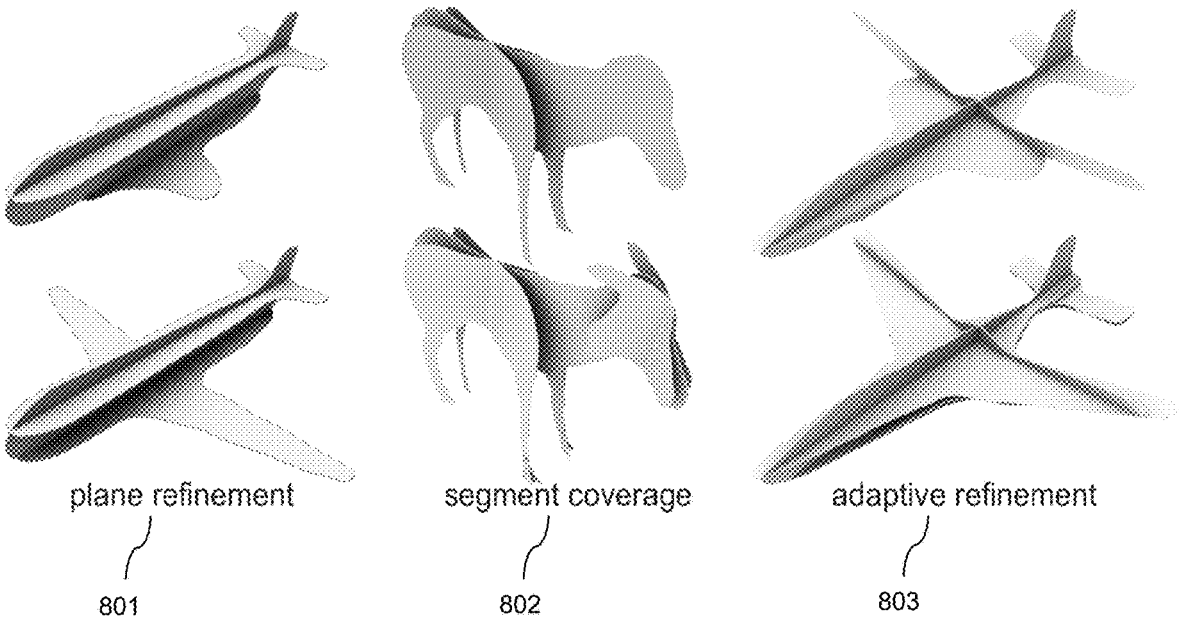 plane refinement
segment coverage
adaptive refinement
801
802
803